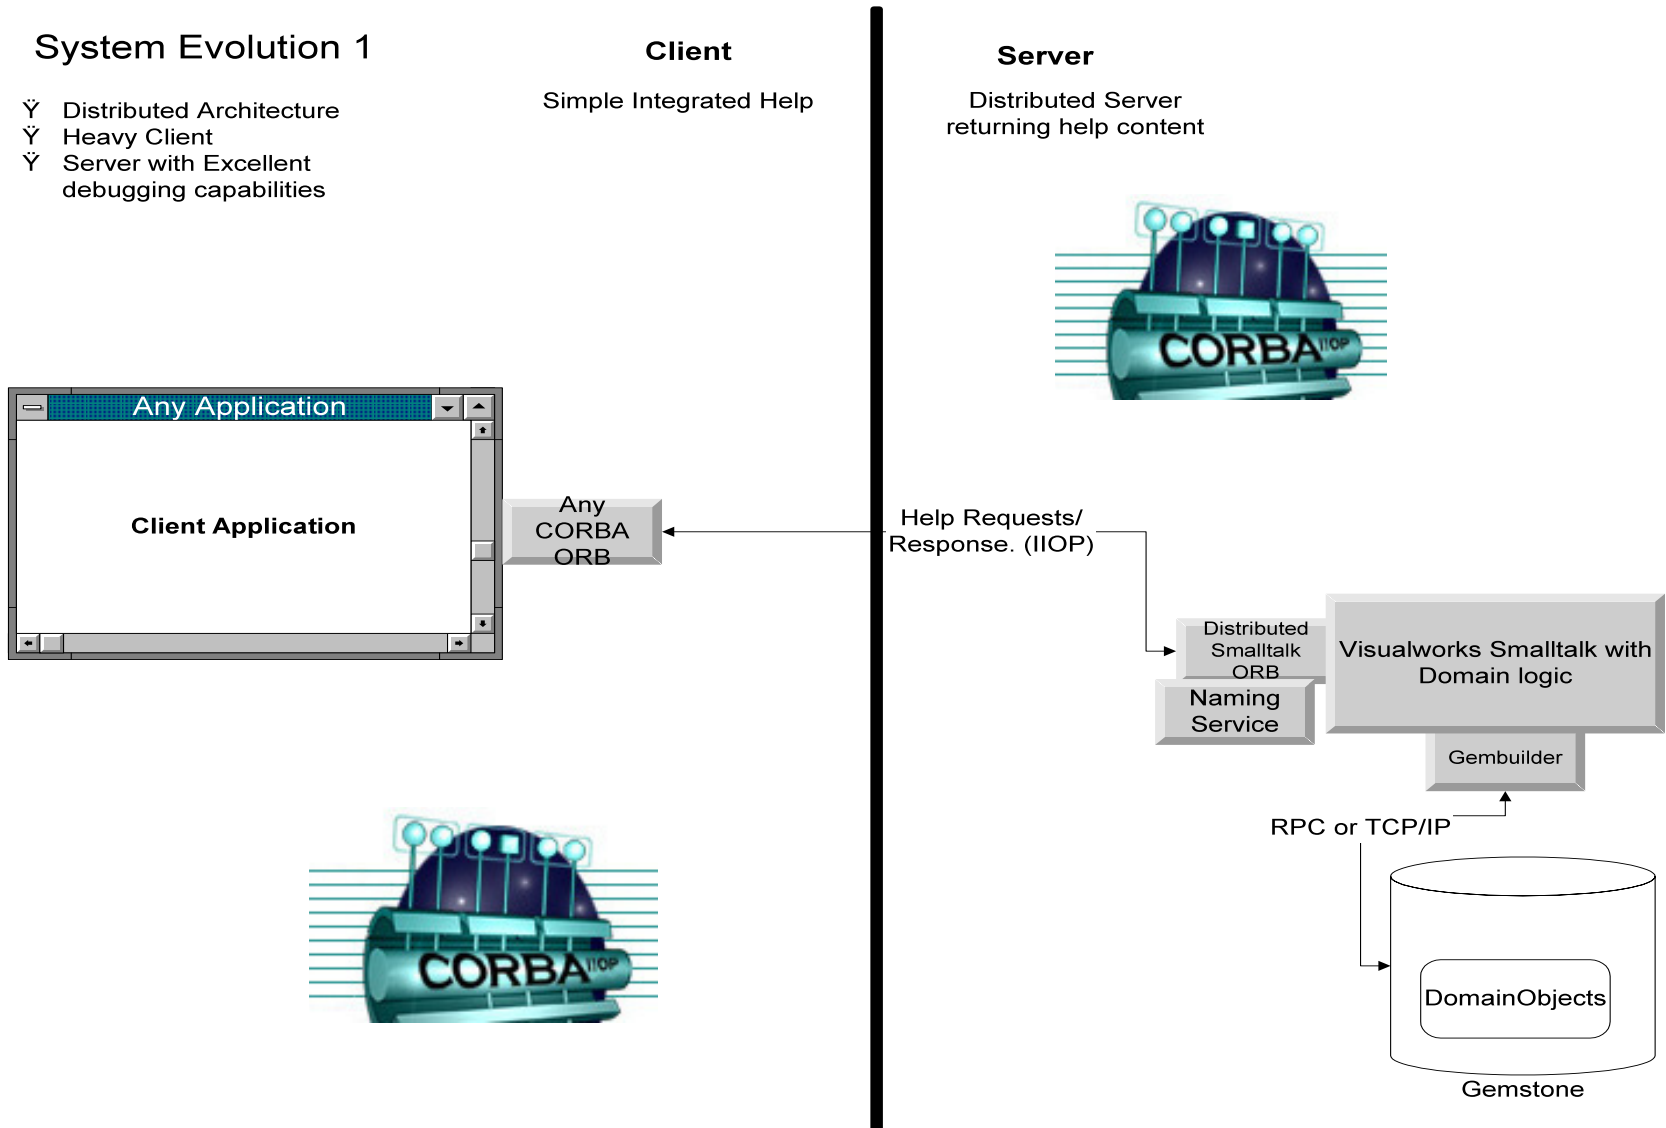 System Evolution 1
Ÿ Distributed Architecture
Ÿ Heavy Client
Ÿ Server with Excellent
debugging capabilities
Client
Simple Integrated Help
Server
Distributed Server
returning help content
CORBA IIOP
Any Application
Client Application
Any
CORBA
ORB
Help Requests/
Response. (IIOP)
Distributed
Smalltalk
ORB
Naming
Service
Visualworks Smalltalk with
Domain logic
Gembuilder
RPC or TCP/IP
CORBA IIOP
DomainObjects
Gemstone